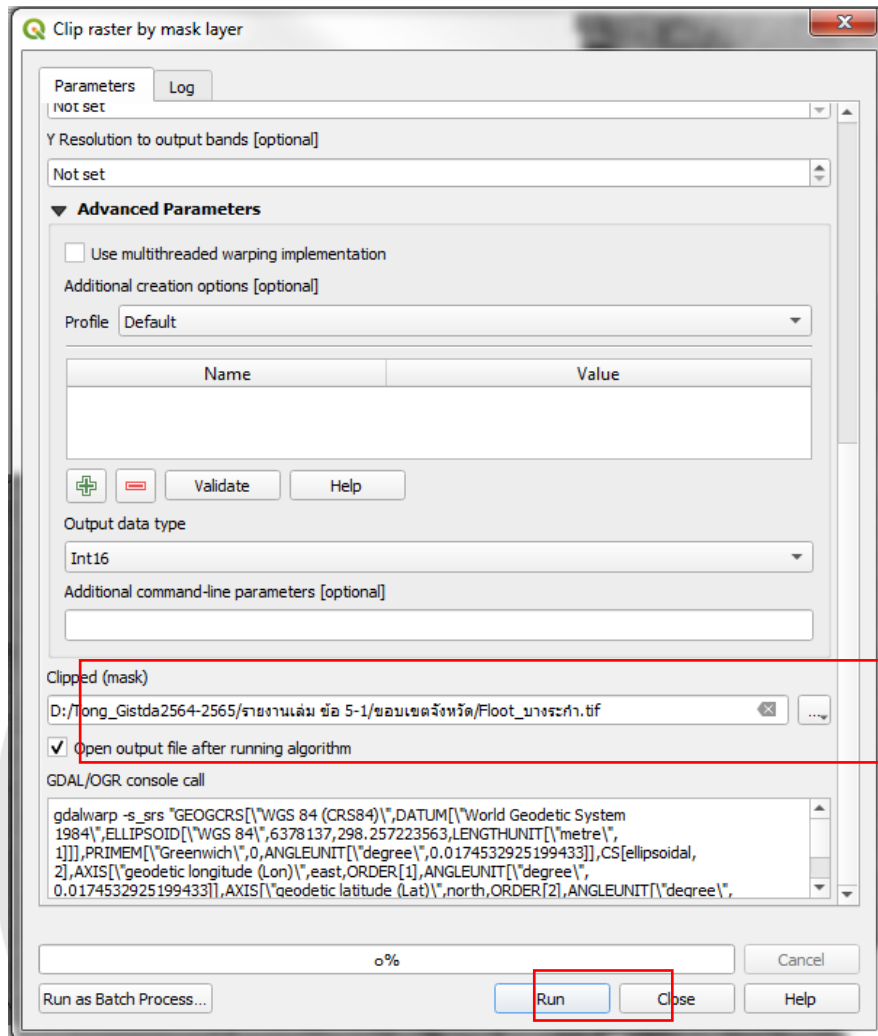 Clip raster by mask layer
Parameters
Log
Not set
Y Resolution to output bands [optional]
Not set
Advanced Parameters
Use multithreaded warping implementation
Additional creation options [optional]
Profile Default
Name Value
Validate Help
Output data type
Int16
Additional command-line parameters [optional]
Clipped (mask)
D:/Tong_Gistda2564-2565/รายงานเล่ม ข้อ 5-1/ขอบเขตจังหวัด/Floot_บางระกำ.tif
...
Open output file after running algorithm
GDAL/OGR console call
gdalwarp -s_srs "GEOGCRS[\"WGS 84 (CRS84)\",DATUM[\"World Geodetic System
1984\",ELLIPSOID[\"WGS 84\",6378137,298.257223563,LENGTHUNIT[\"metre\",
1]]],PRIMEM[\"Greenwich\",0,ANGLEUNIT[\"degree\",0.0174532925199433]],CS[ellipsoidal,
2],AXIS[\"geodetic longitude (Lon)\",east,ORDER[1],ANGLEUNIT[\"degree\",
0.0174532925199433]],AXIS[\"geodetic latitude (Lat)\",north,ORDER[2],ANGLEUNIT[\"degree\",
0%
Cancel
Run as Batch Process...
Run
Close
Help